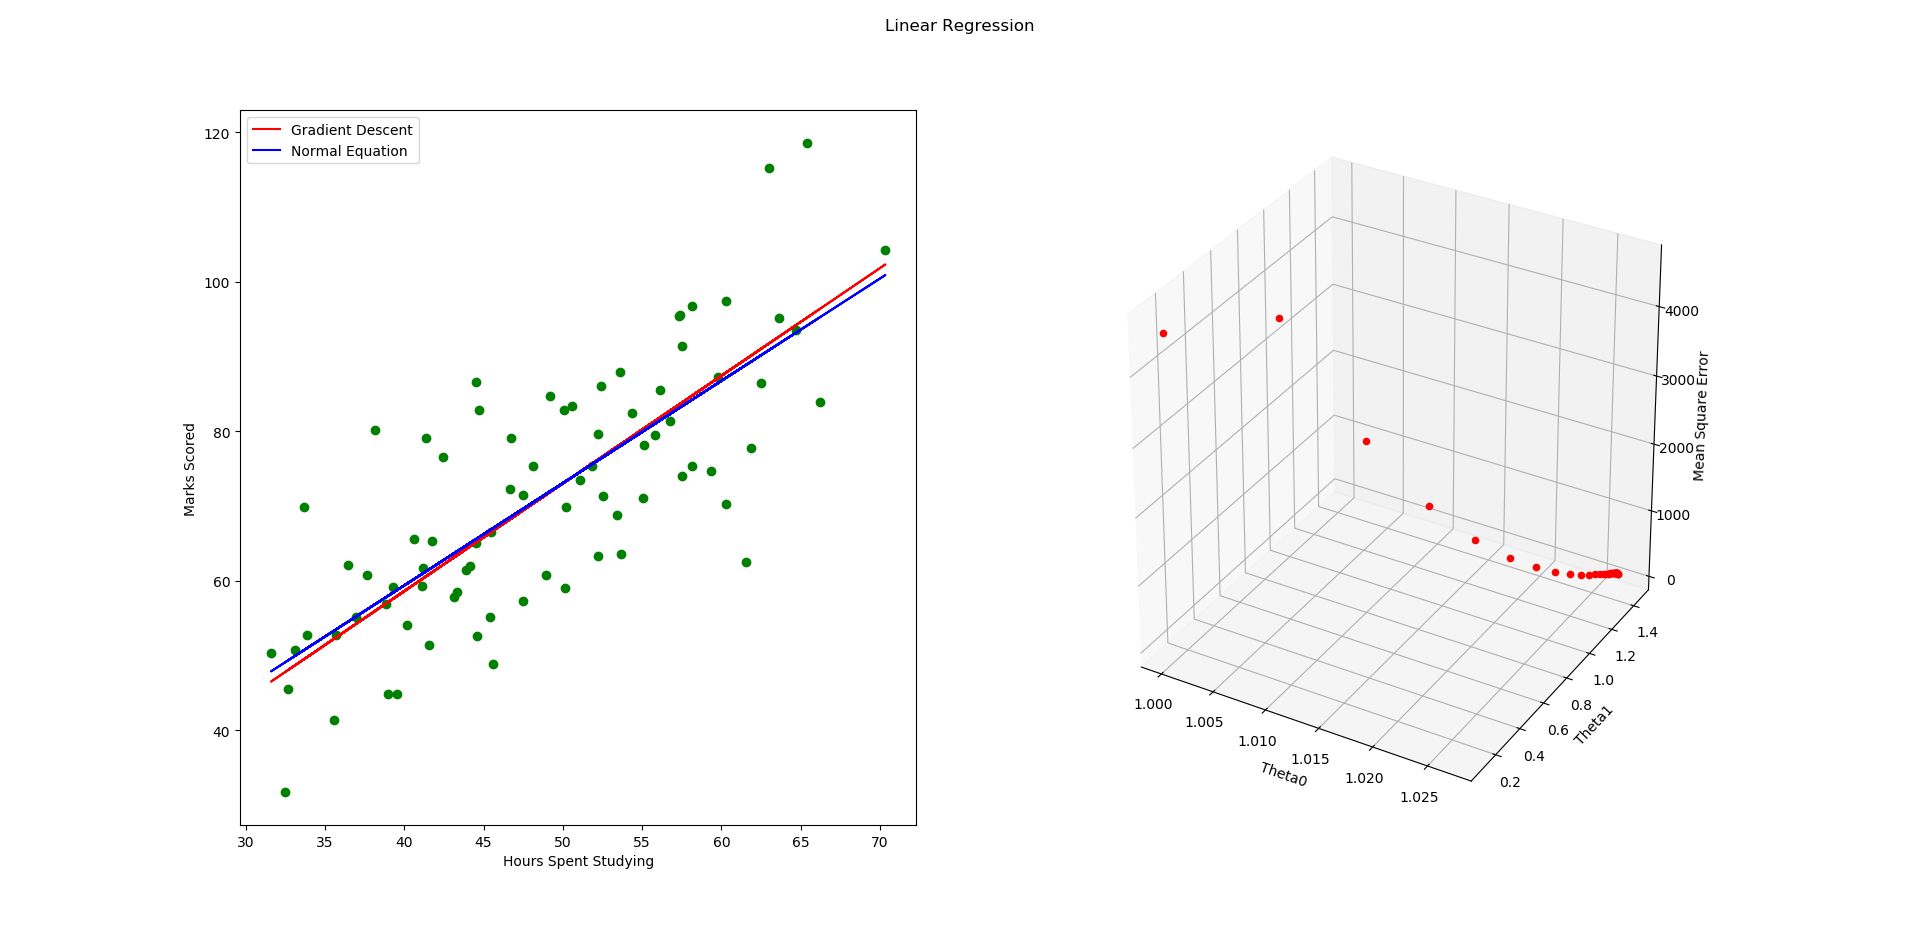 Linear Regression
Gradient Descent
Normal Equation
120
100
80
60
40
Marks Scored
30 35 40 45 50 55 60 65 70
Hours Spent Studying
4000
3000
2000
1000
0
Mean Square Error
1.4
1.2
1.0
0.8
0.6
0.4
0.2
Theta1
1.000
1.005
1.010
1.015
1.020
1.025
Theta0